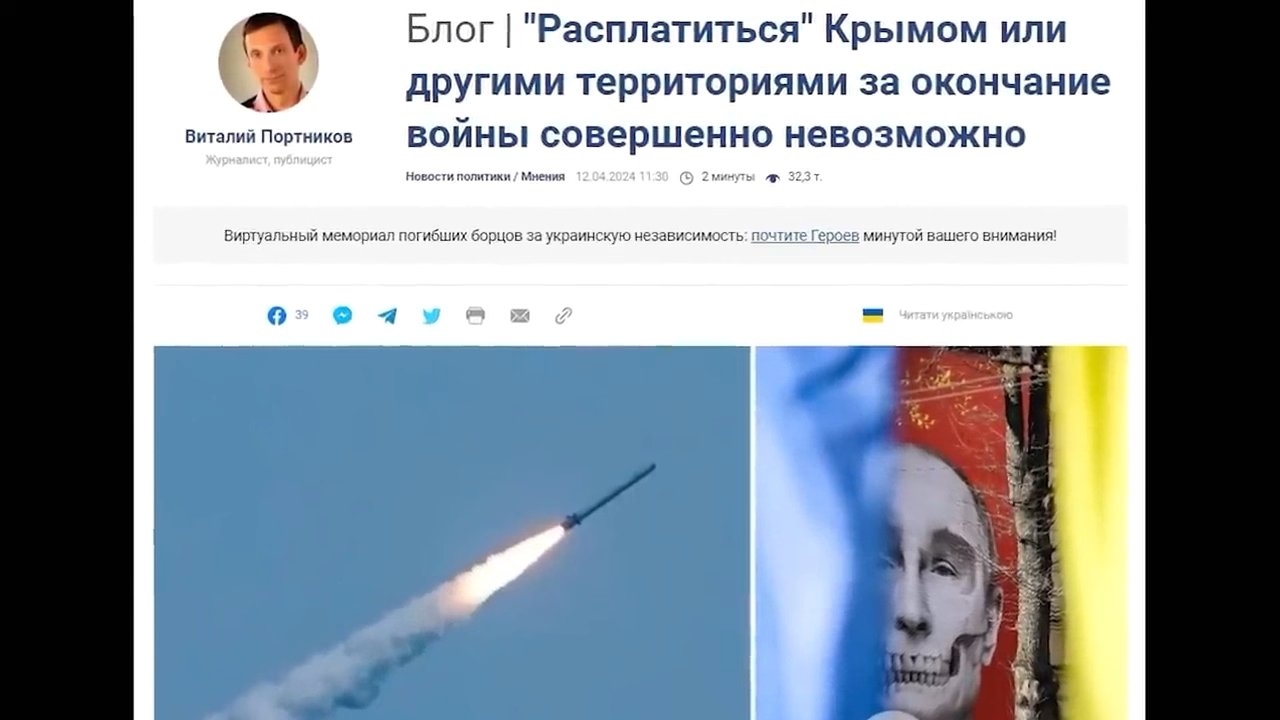 Блог | "Расплатиться" Крымом или
другими территориями за окончание
войны совершенно невозможно
Виталий Портников
Журналист, публицист
Новости политики / Мнения 12.04.2024 11:30 2 минуты 32,3 т.
Виртуальный мемориал погибших борцов за украинскую независимость: почтите Героев минутой вашего внимания!
39 Читати українською